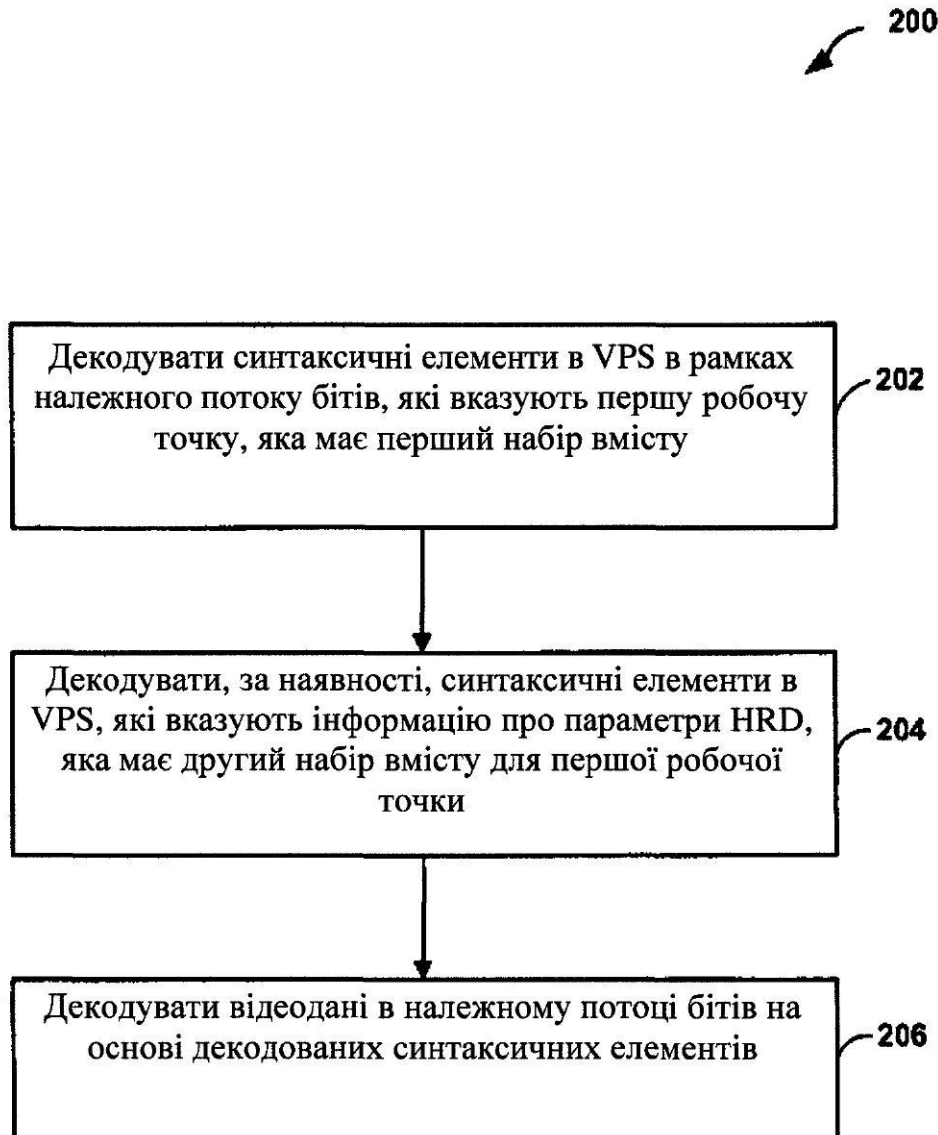 200
Декодувати синтаксичні елементи в VPS в рамках
належного потоку бітів, які вказують першу робочу
точку, яка має перший набір вмісту
202
Декодувати, за наявності, синтаксичні елементи в
VPS, які вказують інформацію про параметри HRD,
яка має другий набір вмісту для першої робочої
точки
204
Декодувати відеодані в належному потоці бітів на
основі декодованих синтаксичних елементів
206